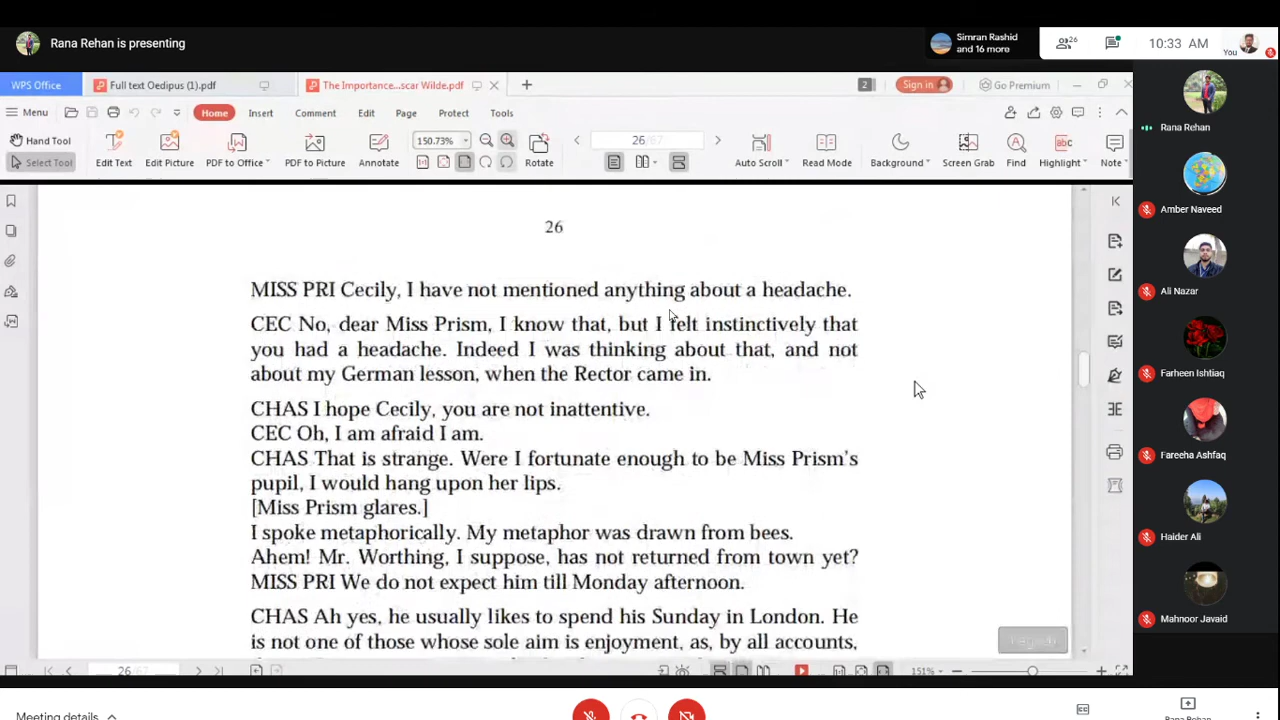 Rana Rehan is presenting
Simran Rashid
and 16 more
26
10:33 AM
You
WPS Office
Full text Oedipus (1).pdf
The Importance...scar Wilde.pdf
2
Sign in
Go Premium
Menu
Home
Insert
Comment
Edit
Page
Protect
Tools
Hand Tool
Select Tool
Edit Text
Edit Picture
PDF to Office
PDF to Picture
Annotate
150.73%
Rotate
26/67
Auto Scroll
Read Mode
Background
Screen Grab
Find
Highlight
Note
26
MISS PRI Cecily, I have not mentioned anything about a headache.
CEC No, dear Miss Prism, I know that, but I felt instinctively that
you had a headache. Indeed I was thinking about that, and not
about my German lesson, when the Rector came in.
CHAS I hope Cecily, you are not inattentive.
CEC Oh, I am afraid I am.
CHAS That is strange. Were I fortunate enough to be Miss Prism's
pupil, I would hang upon her lips.
[Miss Prism glares.]
I spoke metaphorically. My metaphor was drawn from bees.
Ahem! Mr. Worthing, I suppose, has not returned from town yet?
MISS PRI We do not expect him till Monday afternoon.
CHAS Ah yes, he usually likes to spend his Sunday in London. He
is not one of those whose sole aim is enjoyment, as, by all accounts,
26/67
151%
Rana Rehan
Amber Naveed
Ali Nazar
Farheen Ishtiaq
Fareeha Ashfaq
Haider Ali
Mahnoor Javaid
Meeting details
Rana Rehan